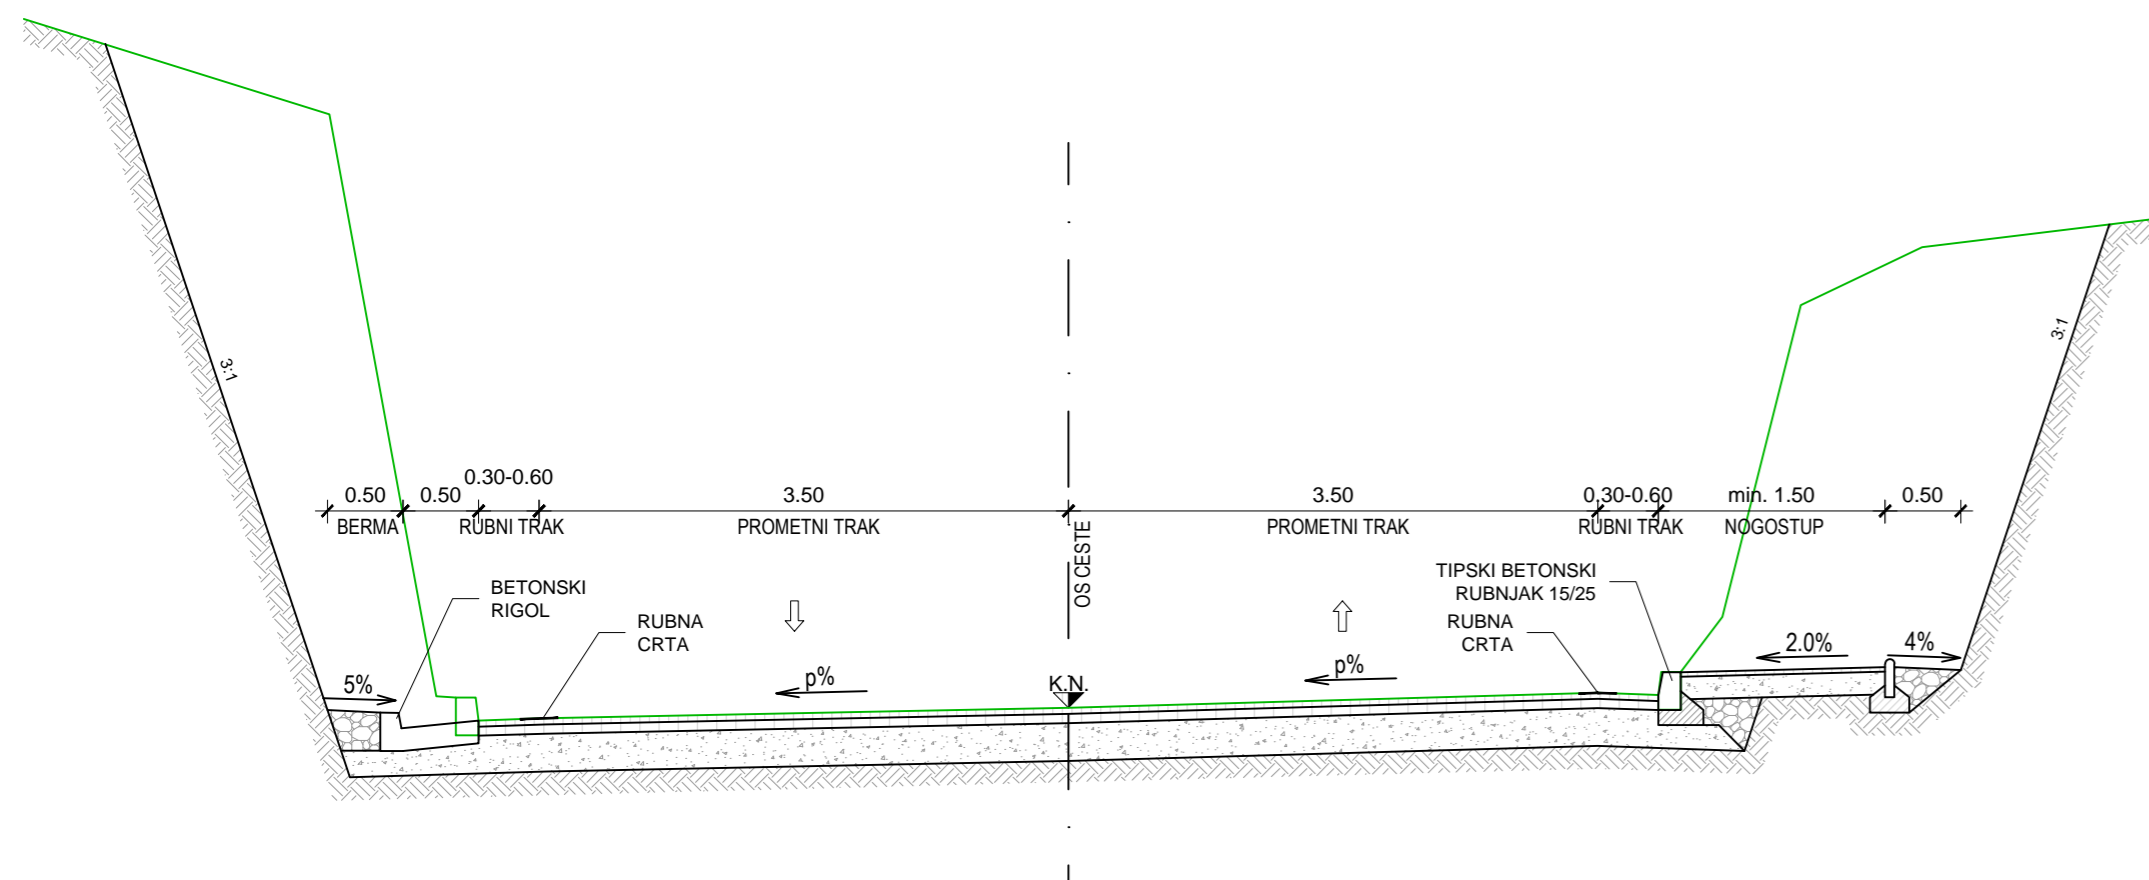 3:1
3:1
0.30-0.60
0.50
0.50
3.50
3.50
0.30-0.60
min. 1.50
0.50
BERMA
RUBNI TRAK
PROMETNI TRAK
OS CESTE
PROMETNI TRAK
RUBNI TRAK
NOGOSTUP
BETONSKI
RIGOL
RUBNA
CRTA
TIPSKI BETONSKI
RUBNJAK 15/25
RUBNA
CRTA
5%
p%
K.N.
p%
2.0%
4%